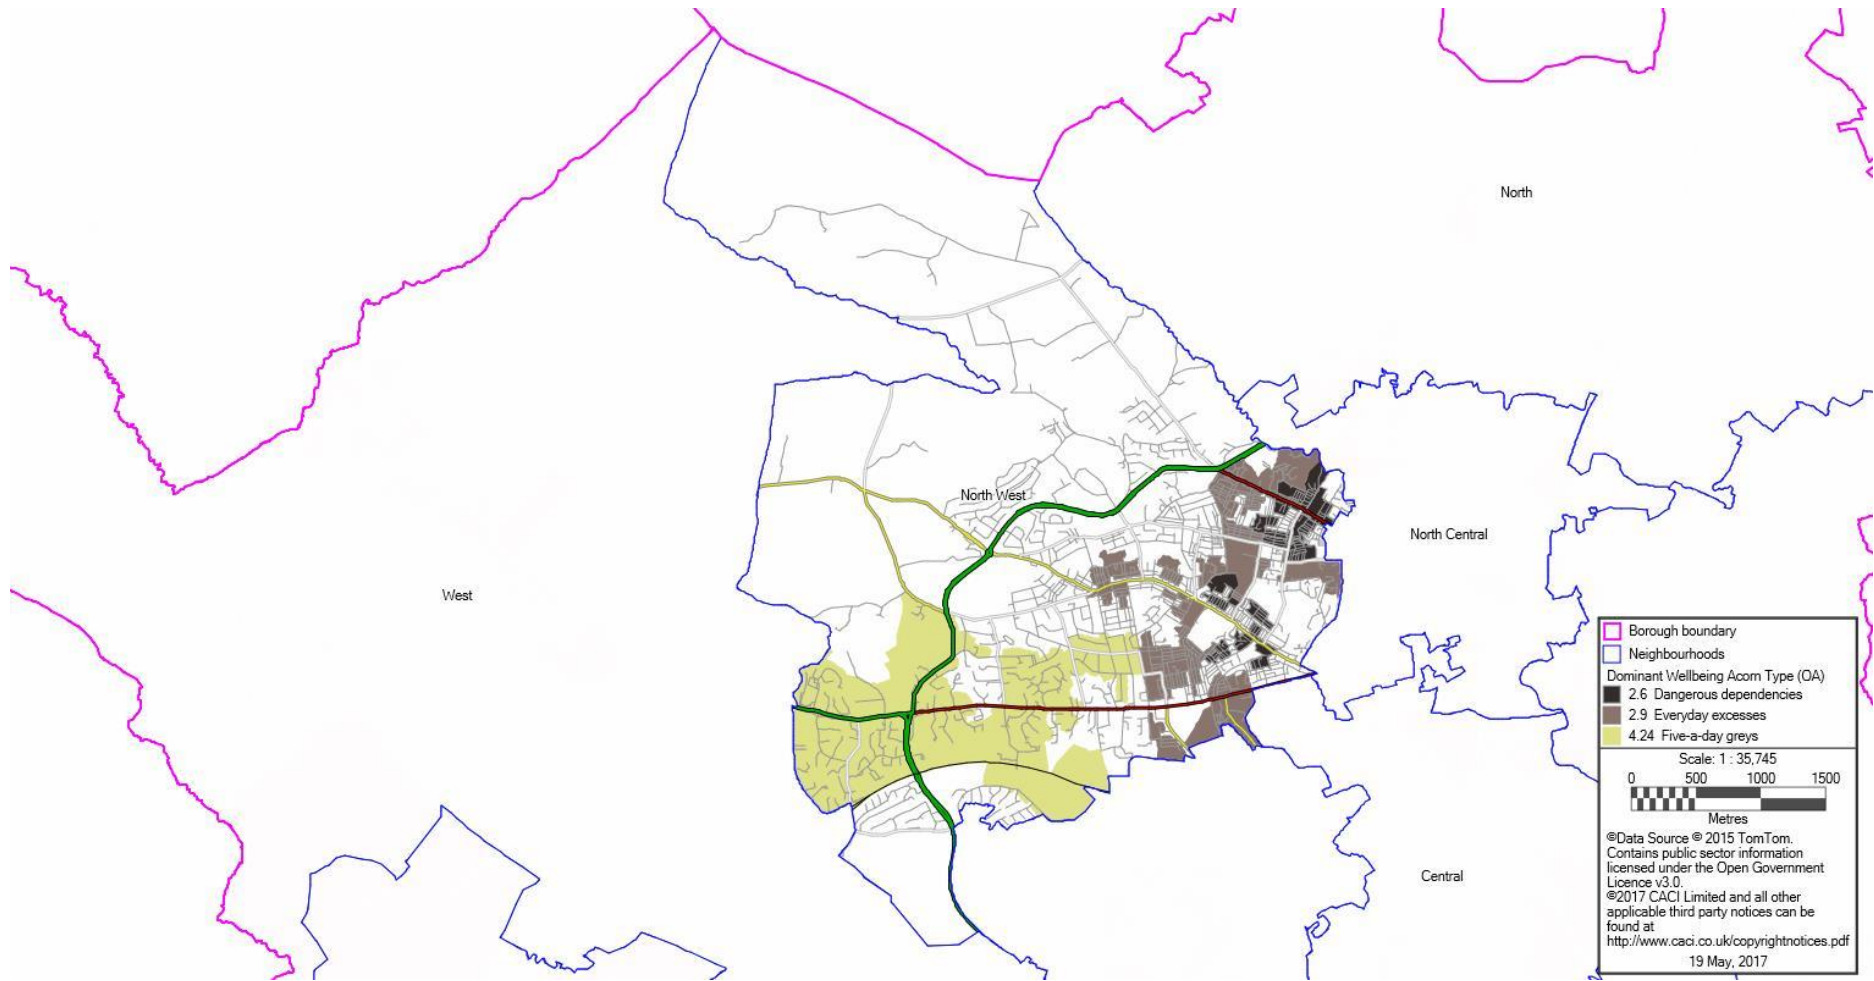 North
North West
North Central
West
Central
Borough boundary
Neighbourhoods
Dominant Wellbeing Acorn Type (OA)
2.6 Dangerous dependencies
2.9 Everyday excesses
4.24 Five-a-day greys
Scale: 1 : 35,745
0 500 1000 1500
Metres
©Data Source © 2015 TomTom.
Contains public sector information
licensed under the Open Government
Licence v3.0.
©2017 CACI Limited and all other
applicable third party notices can be
found at
http://www.caci.co.uk/copyrightnotices.pdf
19 May, 2017